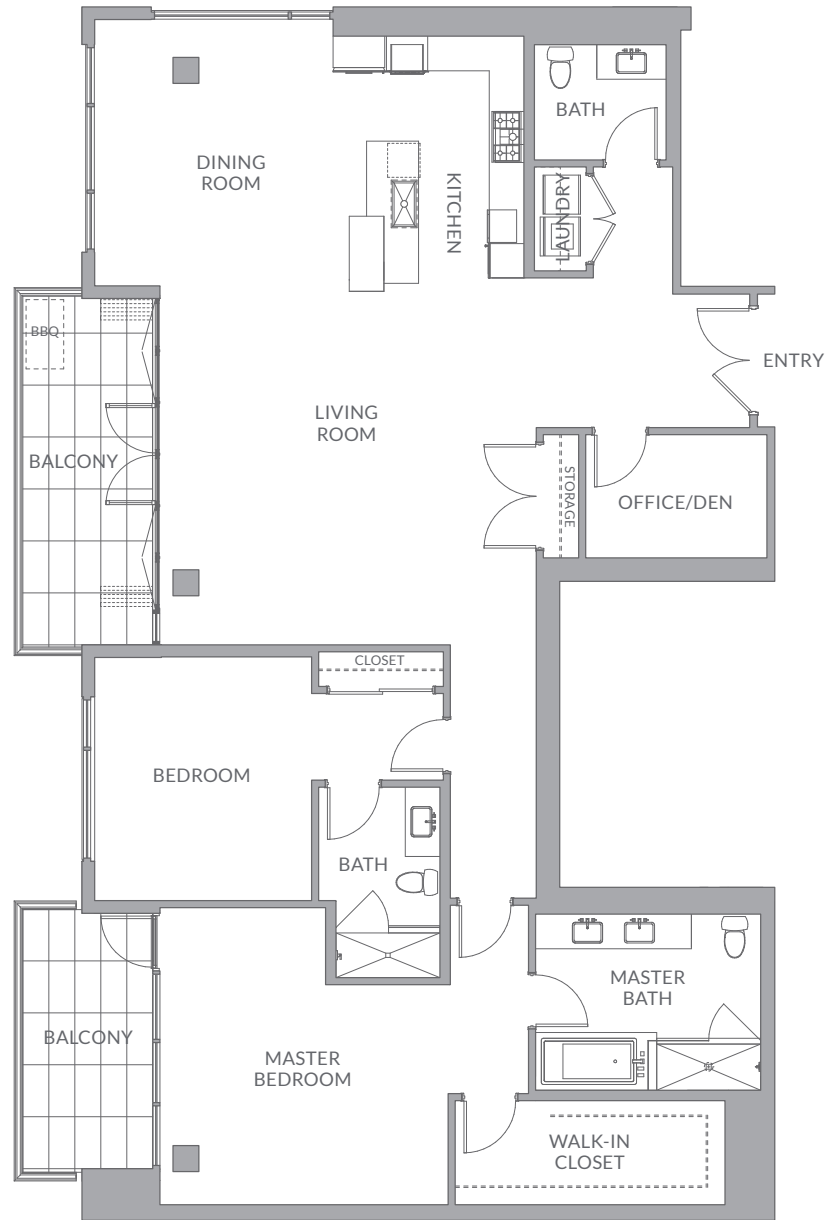 BATH
DINING
ROOM
KITCHEN
LAUNDRY
BBQ
ENTRY
LIVING
ROOM
BALCONY
STORAGE
OFFICE/DEN
CLOSET
BEDROOM
BATH
MASTER
BATH
BALCONY
MASTER
BEDROOM
WALK-IN
CLOSET